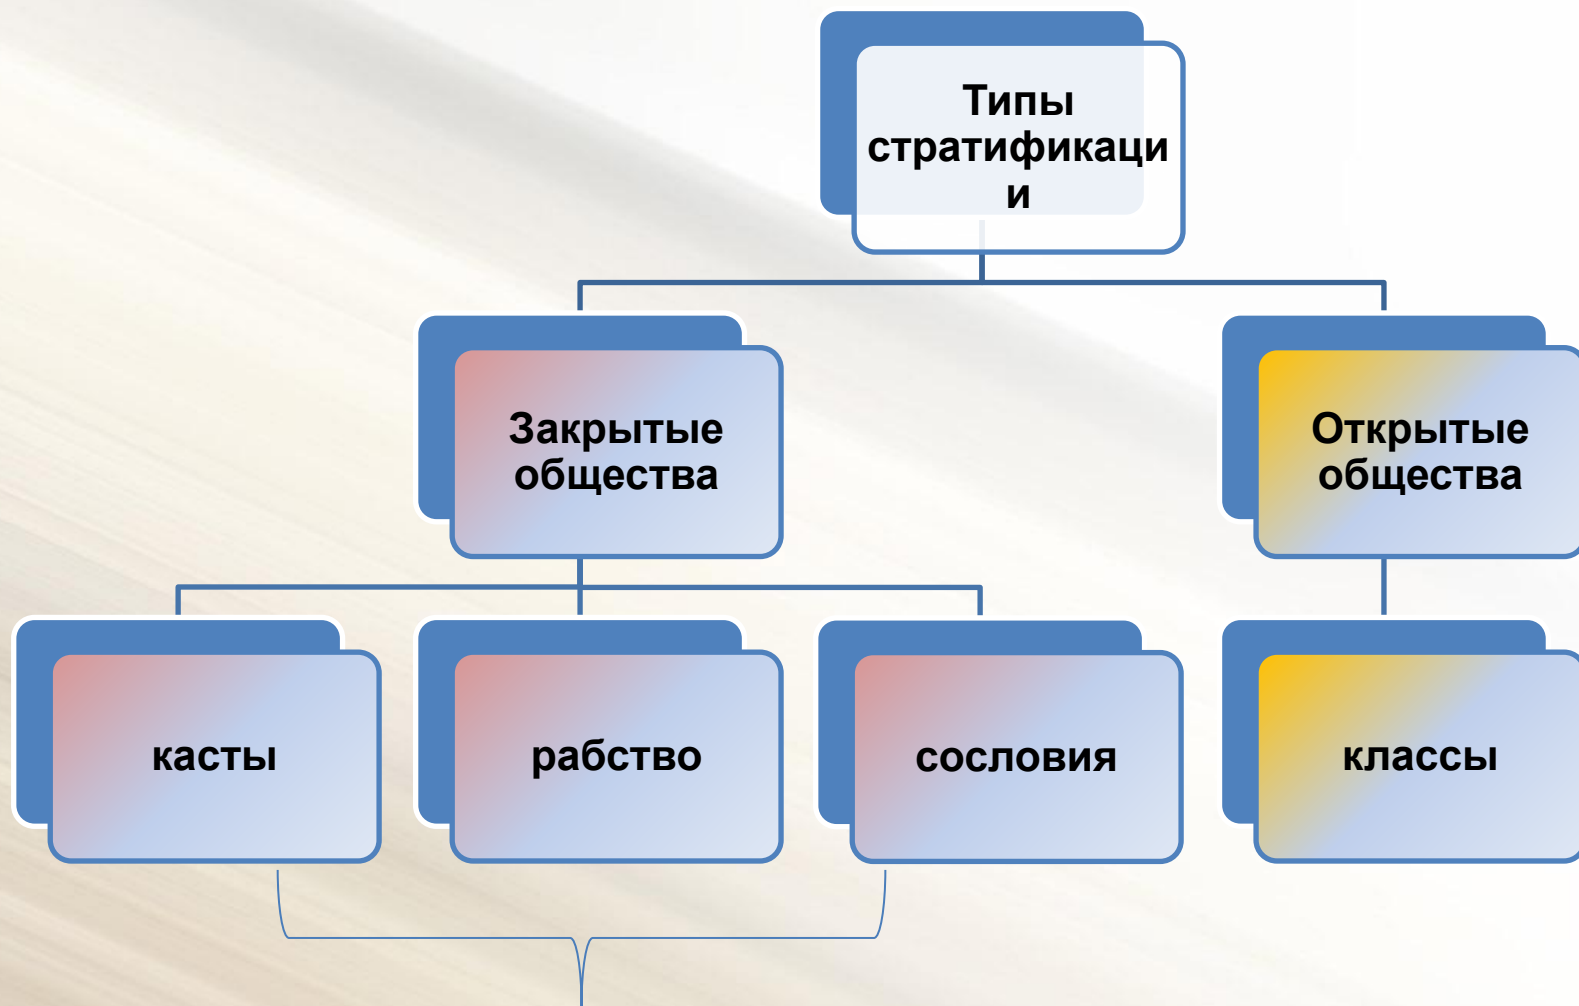 Типы
стратификаци
и
Закрытые
общества
Открытые
общества
касты
рабство
сословия
классы